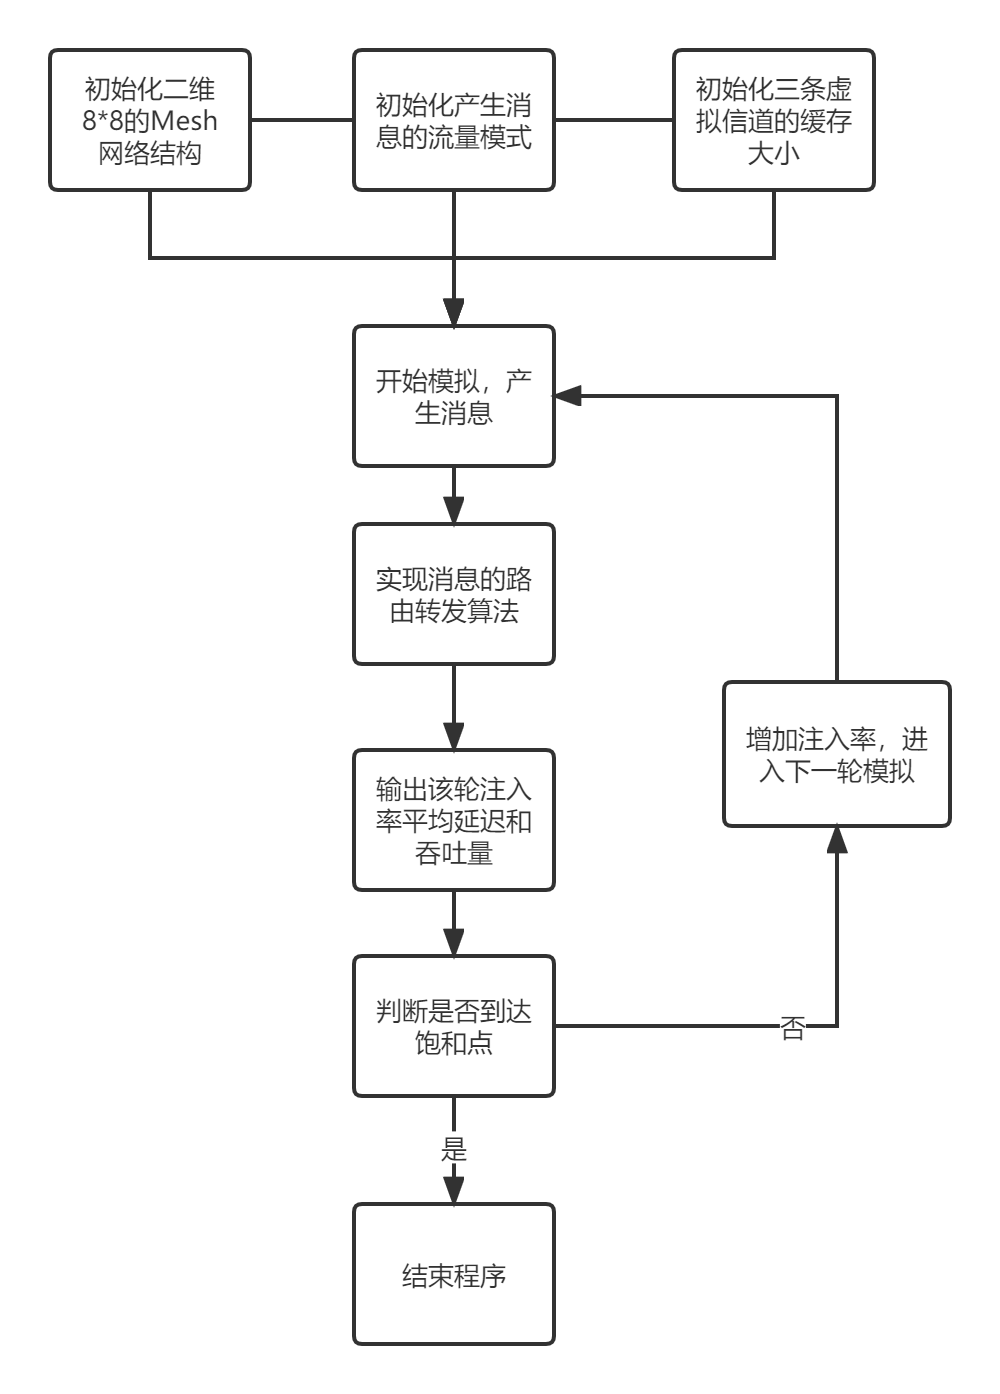 初始化二维
8*8的Mesh
网络结构
初始化产生消
息的流量模式
初始化三条虚
拟信道的缓存
大小
开始模拟，产
生消息
实现消息的路
由转发算法
增加注入率，进
入下一轮模拟
输出该轮注入
率平均延迟和
吞吐量
判断是否到达
饱和点
否
是
结束程序